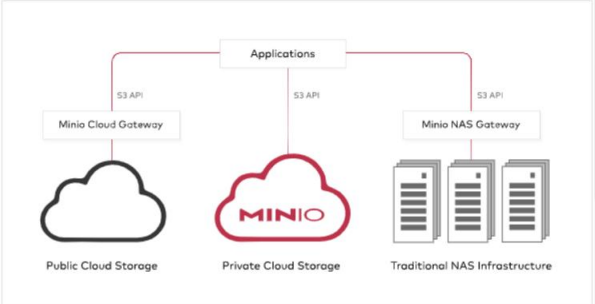 Applications
S3 API
S3 API
S3 API
Minio Cloud Gateway
Minio NAS Gateway
MINIO
Public Cloud Storage
Private Cloud Storage
Traditional NAS Infrastructure